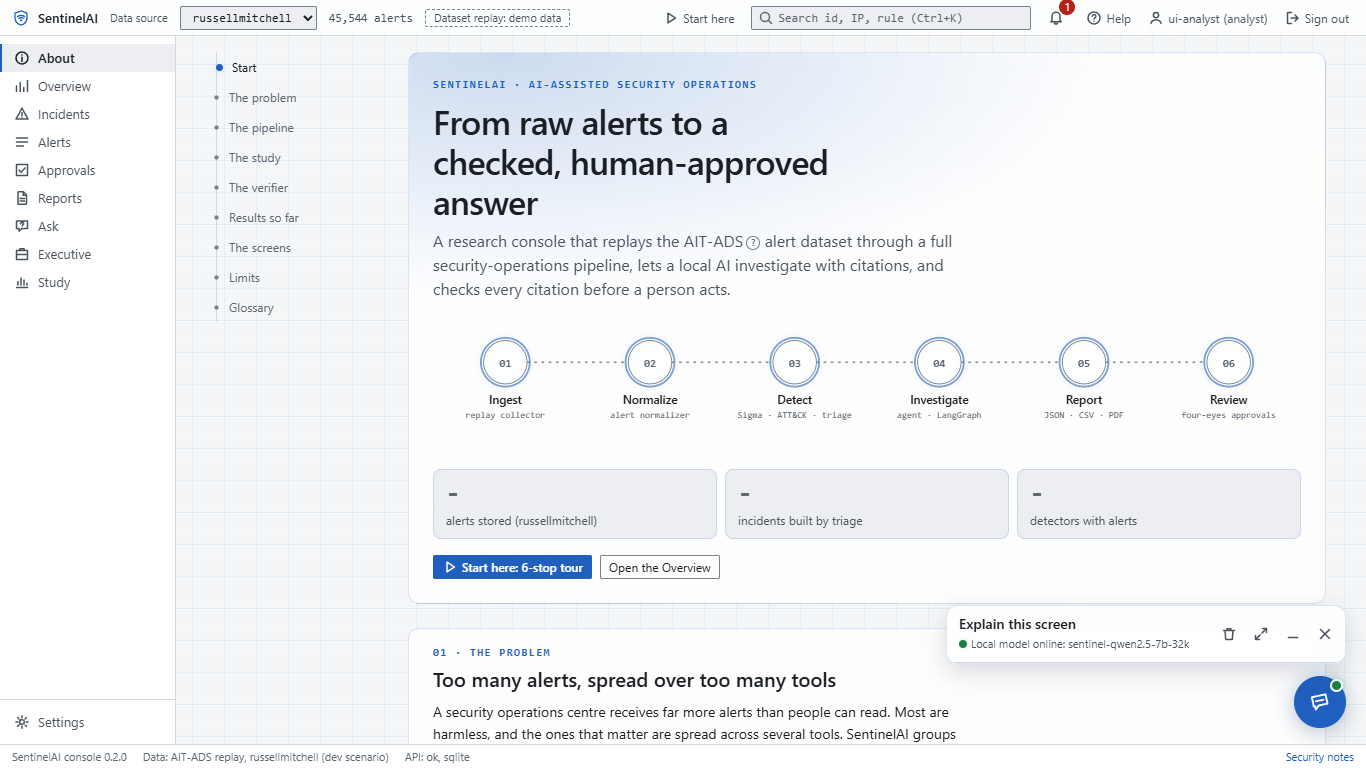 SentinelAI
Data source
russellmitchell
45,544 alerts
Dataset replay: demo data
Start here
Search id, IP, rule (Ctrl+K)
1
Help
ui-analyst (analyst)
Sign out
About
Overview
Incidents
Alerts
Approvals
Reports
Ask
Executive
Study
Settings
Start
The problem
The pipeline
The study
The verifier
Results so far
The screens
Limits
Glossary
SENTINELAI · AI-ASSISTED SECURITY OPERATIONS
From raw alerts to a
checked, human-approved
answer
A research console that replays the AIT-ADS ? alert dataset through a full
security-operations pipeline, lets a local AI investigate with citations, and
checks every citation before a person acts.
01
Ingest
replay collector
02
Normalize
alert normalizer
03
Detect
Sigma · ATT&CK · triage
04
Investigate
agent · LangGraph
05
Report
JSON · CSV · PDF
06
Review
four-eyes approvals
-
alerts stored (russellmitchell)
-
incidents built by triage
-
detectors with alerts
Start here: 6-stop tour
Open the Overview
01 · THE PROBLEM
Too many alerts, spread over too many tools
A security operations centre receives far more alerts than people can read. Most are
harmless, and the ones that matter are spread across several tools. SentinelAI groups
Explain this screen
Local model online: sentinel-qwen2.5-7b-32k
SentinelAI console 0.2.0
Data: AIT-ADS replay, russellmitchell (dev scenario)
API: ok, sqlite
Security notes